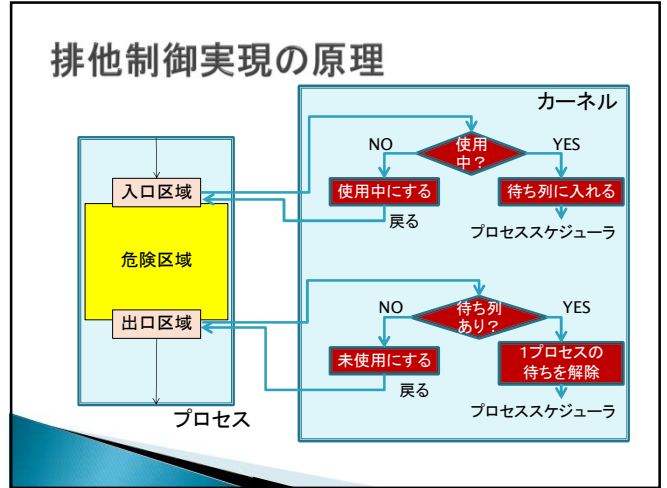 排他制御実現の原理
カーネル
使用
中?
NO
YES
入口区域
使用中にする
待ち列に入れる
戻る
プロセススケジューラ
危険区域
出口区域
待ち列
あり?
NO
YES
未使用にする
1プロセスの
待ちを解除
戻る
プロセススケジューラ
プロセス